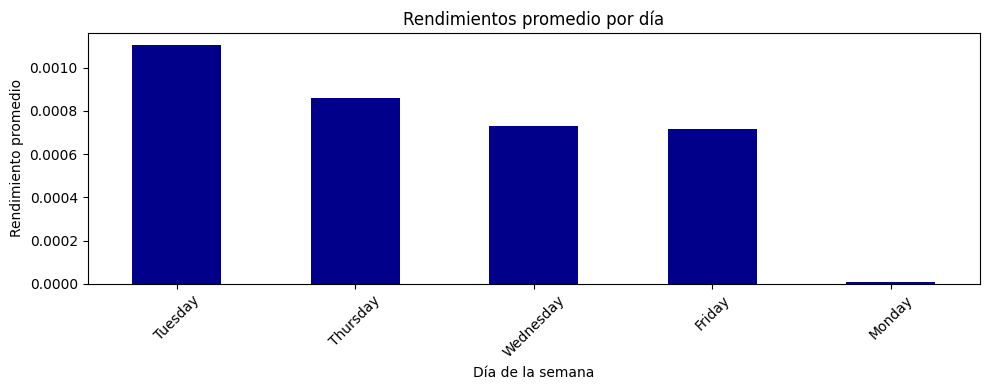 Rendimientos promedio por día
Rendimiento promedio
0.0010
0.0008
0.0006
0.0004
0.0002
0.0000
Tuesday
Thursday
Wednesday
Friday
Monday
Día de la semana